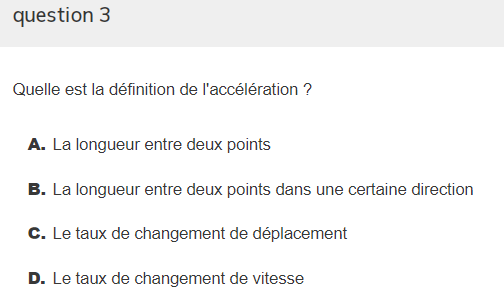 question 3
Quelle est la définition de l'accélération ?
A. La longueur entre deux points
B. La longueur entre deux points dans une certaine direction
C. Le taux de changement de déplacement
D. Le taux de changement de vitesse